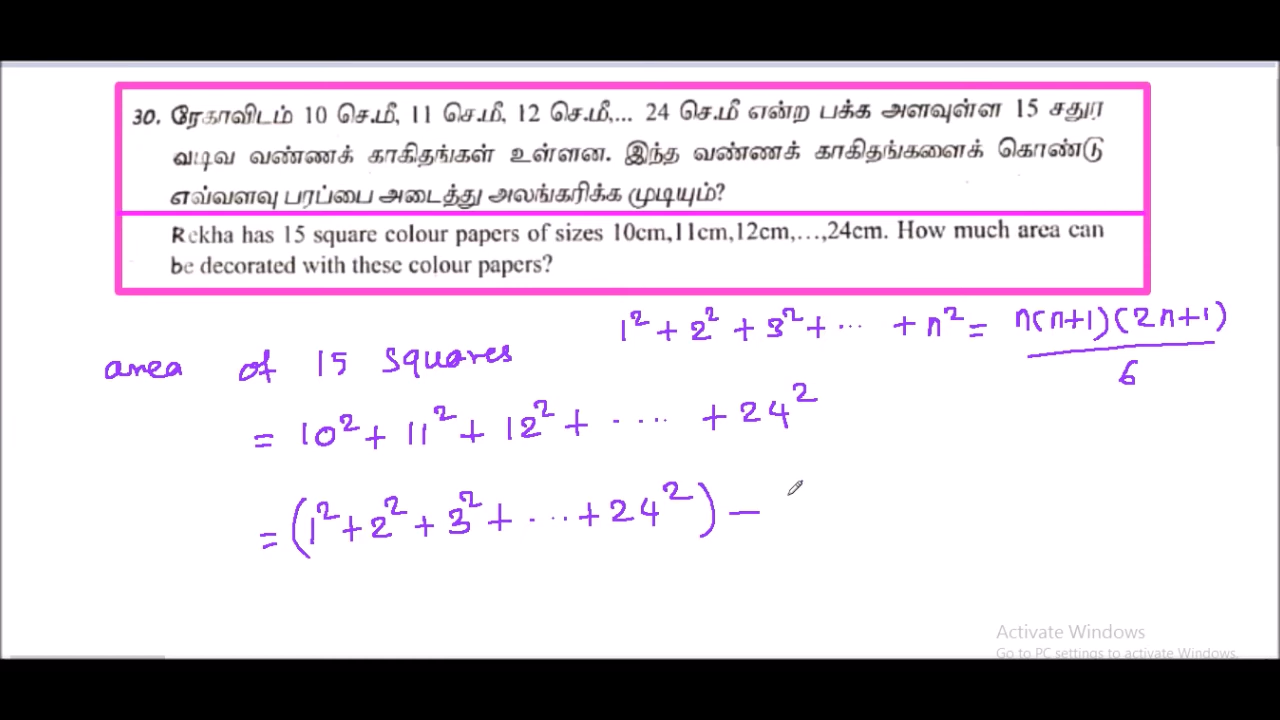 30. ரேகாவிடம் 10 செ.மீ, 11 செ.மீ, 12 செ.மீ,... 24 செ.மீ என்ற பக்க அளவுள்ள 15 சதுர
வடிவ வண்ணக் காகிதங்கள் உள்ளன. இந்த வண்ணக் காகிதங்களைக் கொண்டு
எவ்வளவு பரப்பை அடைத்து அலங்கரிக்க முடியும்?
Rekha has 15 square colour papers of sizes 10cm,11cm,12cm,...,24cm. How much area can
be decorated with these colour papers?
1² + 2² + 3² + ... + n² = n(n+1)(2n+1)
6
area of 15 squares
= 10² + 11² + 12² + ..... + 24²
= (1² + 2² + 3² + ... + 24²) −
Activate Windows
Go to PC settings to activate Windows.